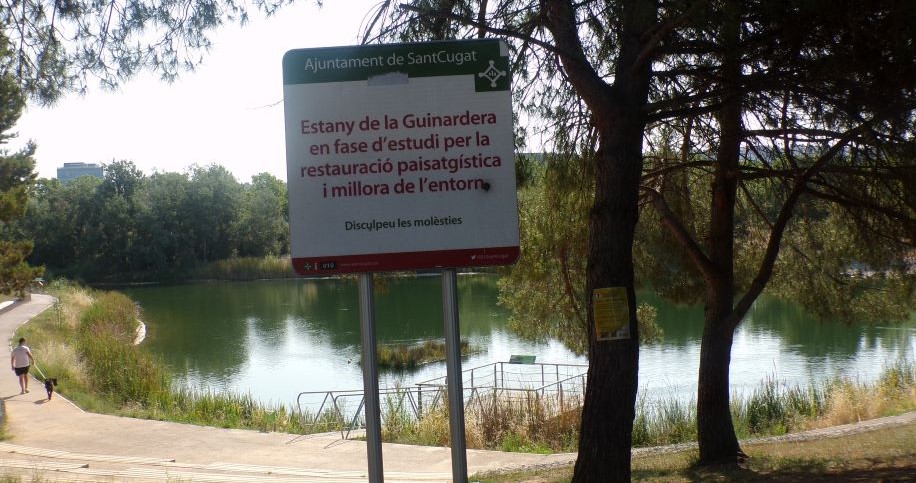 Ajuntament de SantCugat
Estany de la Guinardera
en fase d'estudi per la
restauració paisatgística
i millora de l'entorn
Disculpeu les molèsties
010